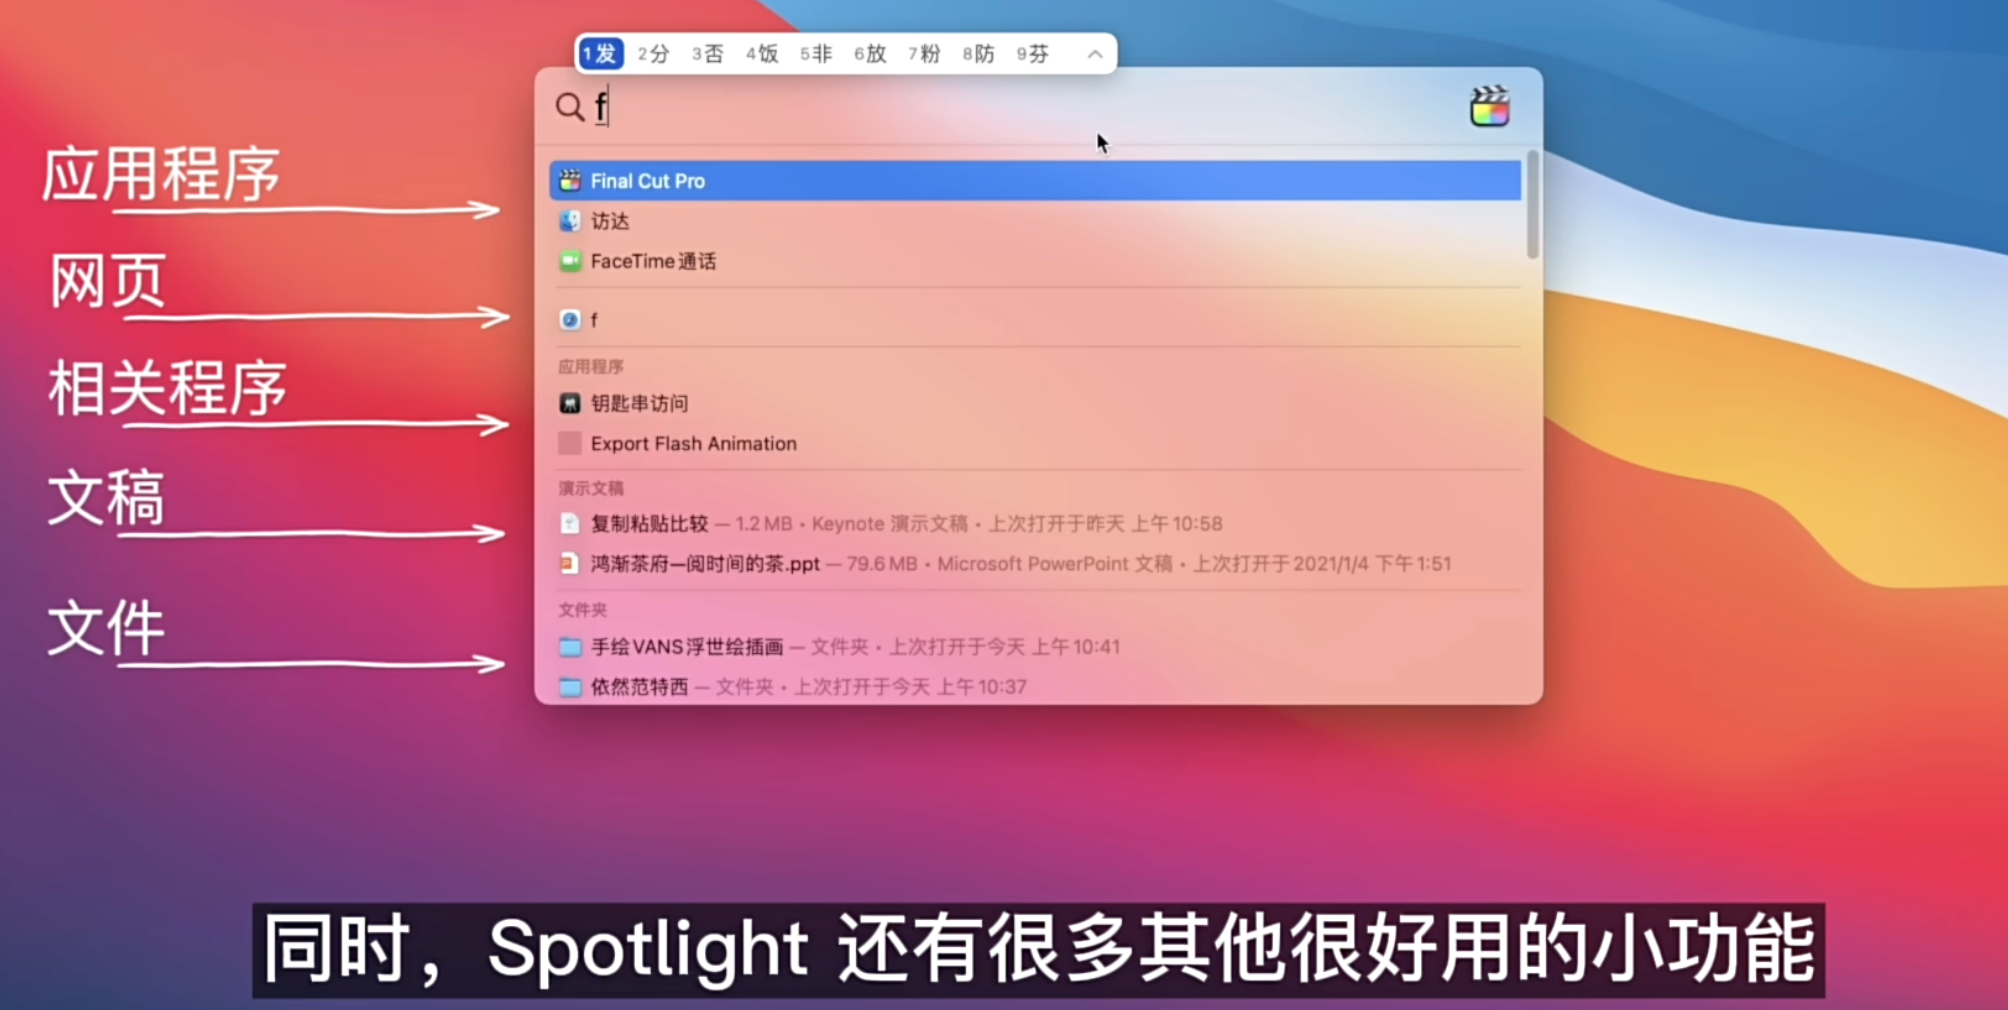 1发 2分 3否 4饭 5非 6放 7粉 8防 9芬
f
应用程序
Final Cut Pro
访达
网页
FaceTime 通话
f
相关程序
应用程序
钥匙串访问
Export Flash Animation
文稿
演示文稿
复制粘贴比较 — 1.2 MB • Keynote 演示文稿 • 上次打开于昨天 上午 10:58
鸿渐茶府—阅时间的茶.ppt — 79.6 MB • Microsoft PowerPoint 文稿 • 上次打开于 2021/1/4 下午 1:51
文件
文件夹
手绘VANS浮世绘插画 — 文件夹 • 上次打开于今天 上午 10:41
依然范特西 — 文件夹 • 上次打开于今天 上午 10:37
同时，Spotlight 还有很多其他很好用的小功能